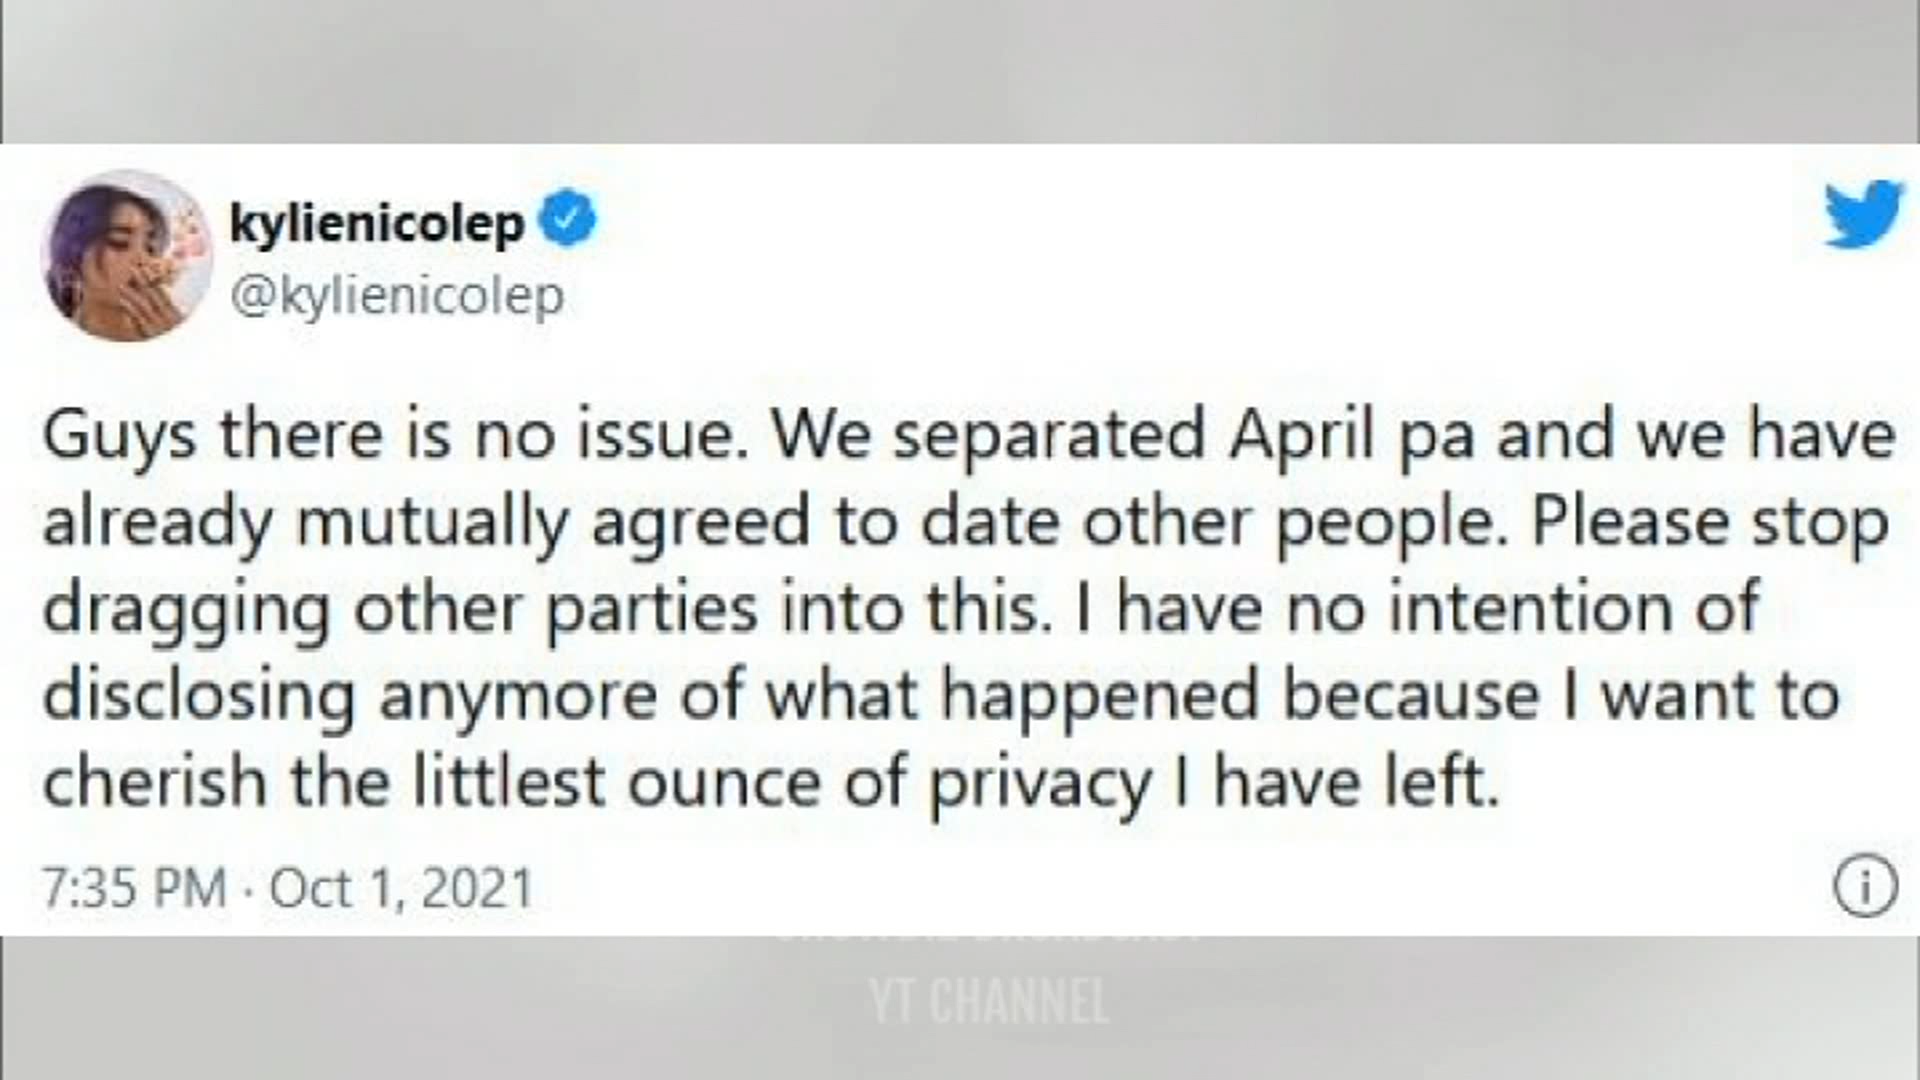 kylienicolep
@kylienicolep
Guys there is no issue. We separated April pa and we have
already mutually agreed to date other people. Please stop
dragging other parties into this. I have no intention of
disclosing anymore of what happened because I want to
cherish the littlest ounce of privacy I have left.
7:35 PM · Oct 1, 2021
YT CHANNEL